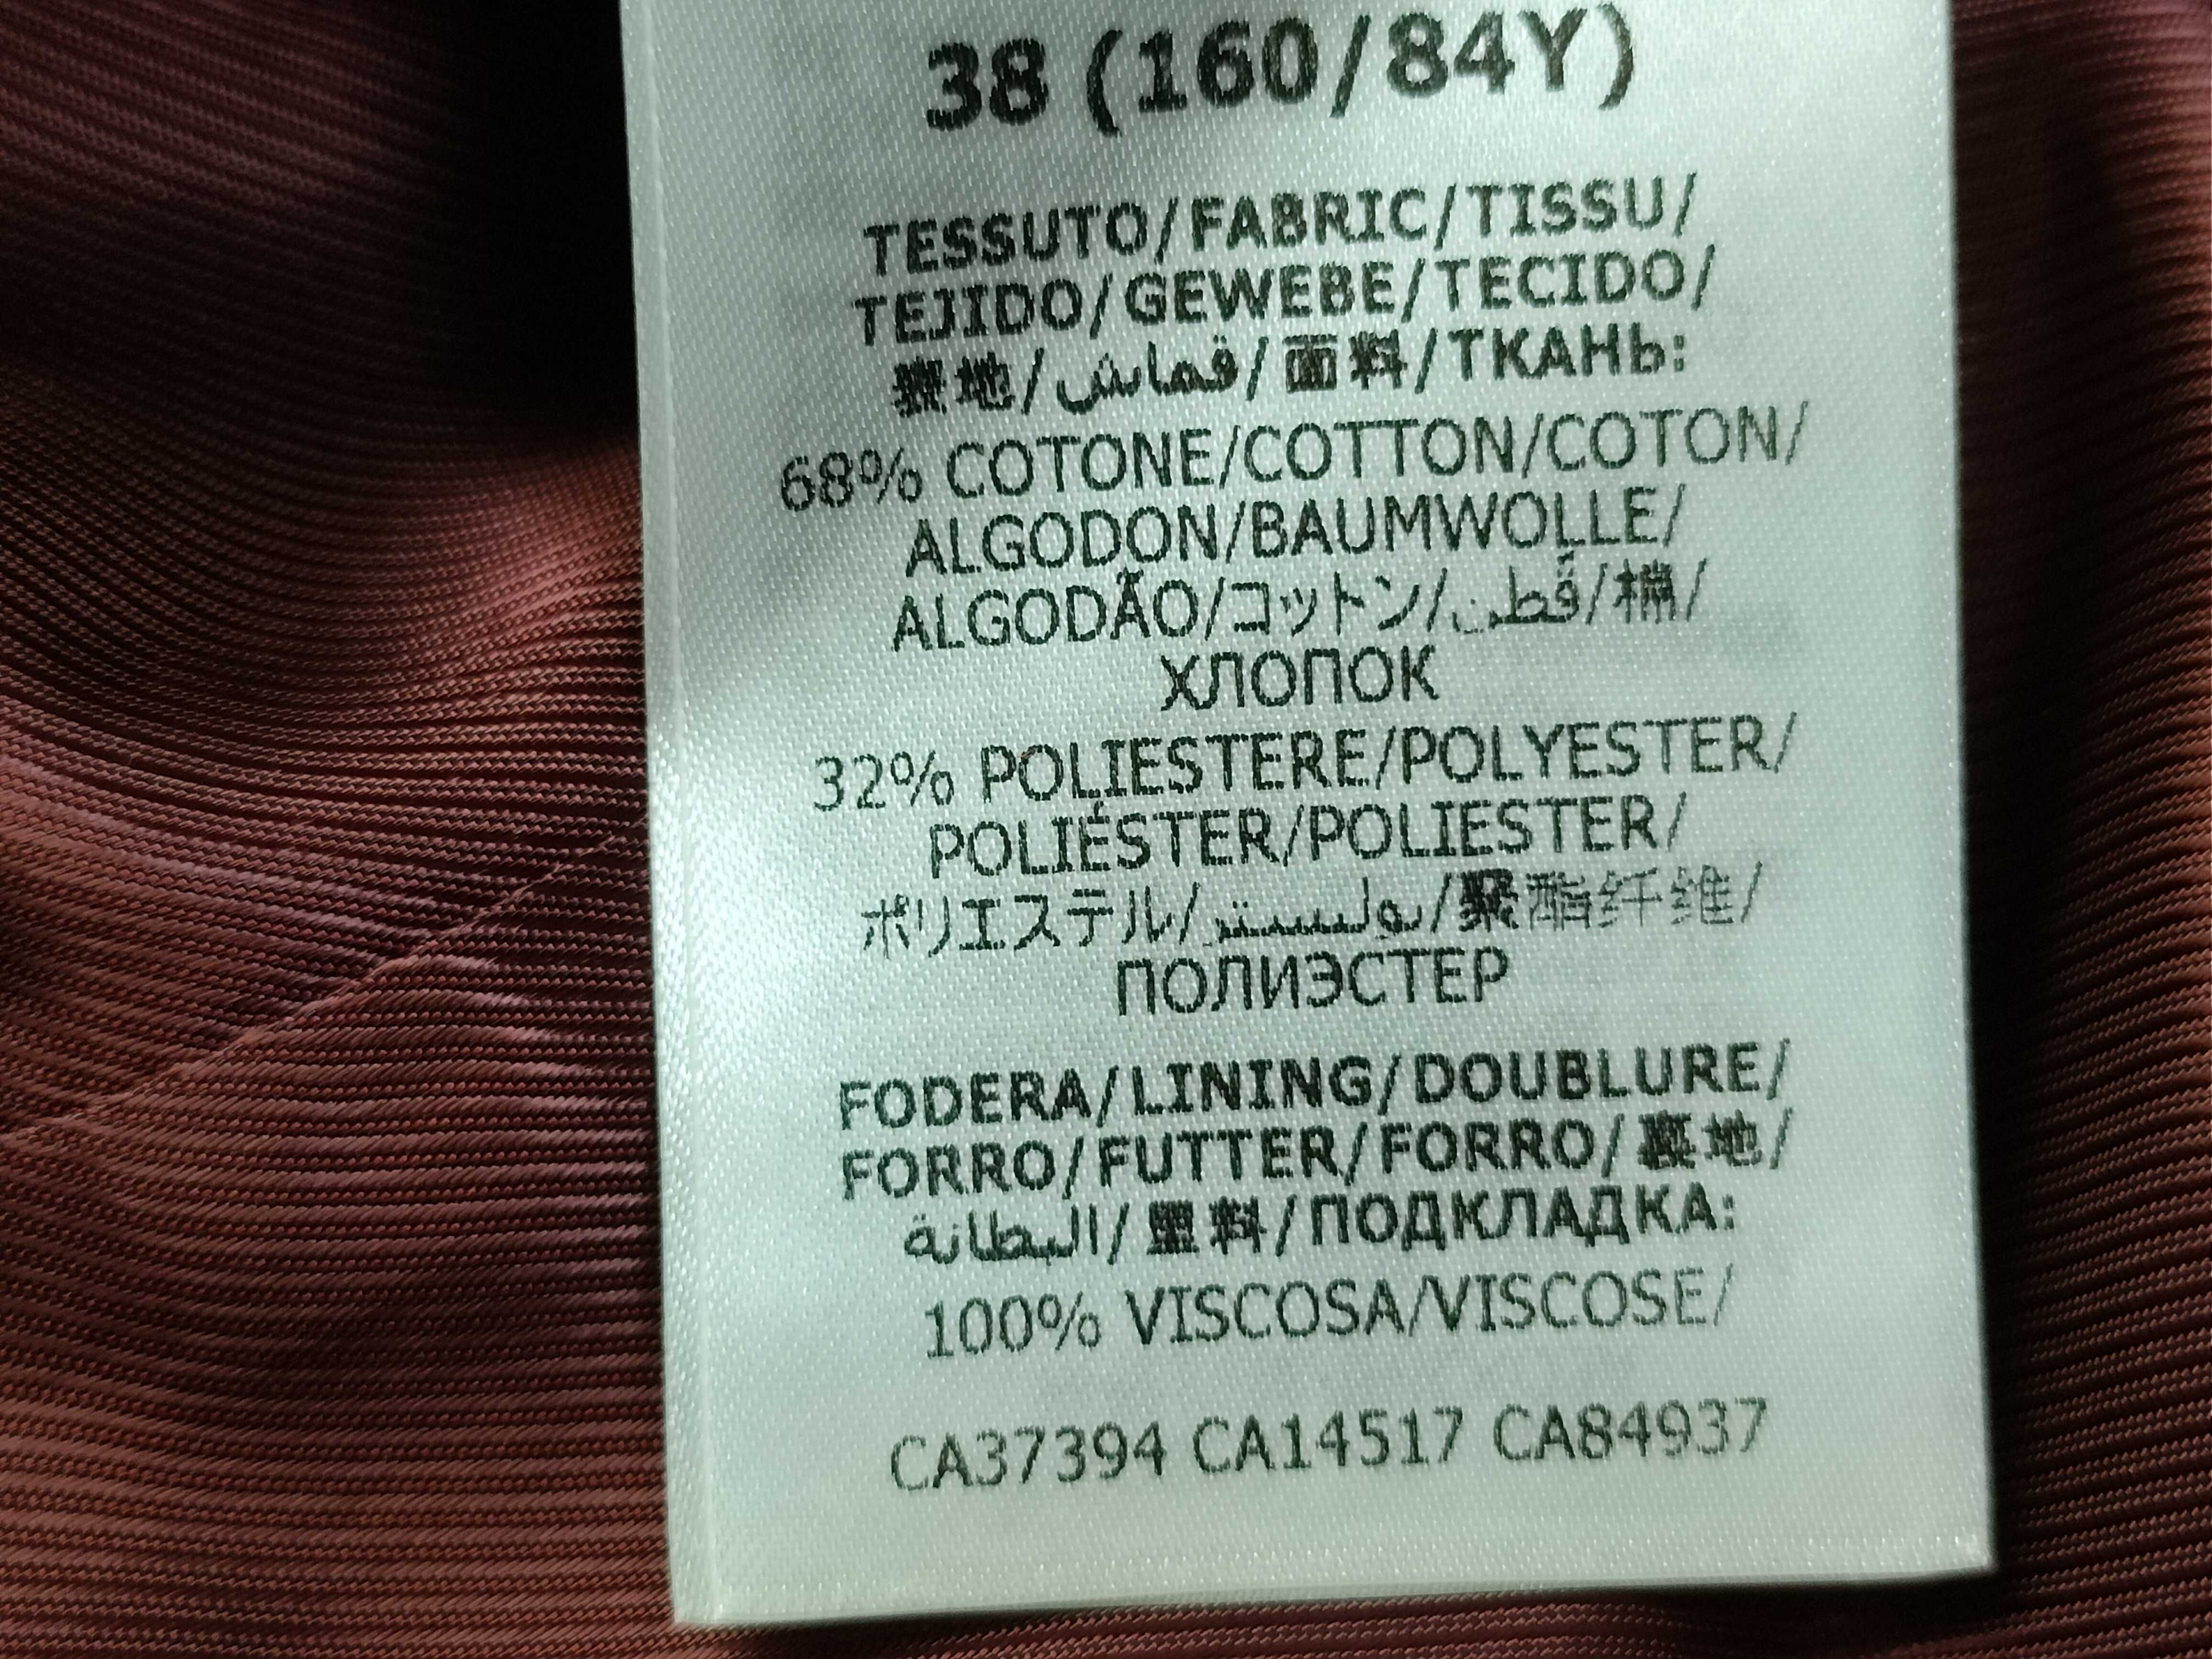 38 (160/84Y)
TESSUTO/FABRIC/TISSU/
TEJIDO/GEWEBE/TECIDO/
表地/قماش/面料/ТКАНЬ:
68% COTONE/COTTON/COTON/
ALGODON/BAUMWOLLE/
ALGODÃO/コットン/قطن/棉/
ХЛОПОК
32% POLIESTERE/POLYESTER/
POLIÉSTER/POLIESTER/
ポリエステル/بوليستر/聚酯纤维/
ПОЛИЭСТЕР
FODERA/LINING/DOUBLURE/
FORRO/FUTTER/FORRO/裏地/
البطانة/里料/ПОДКЛАДКА:
100% VISCOSA/VISCOSE/
CA37394 CA14517 CA84937